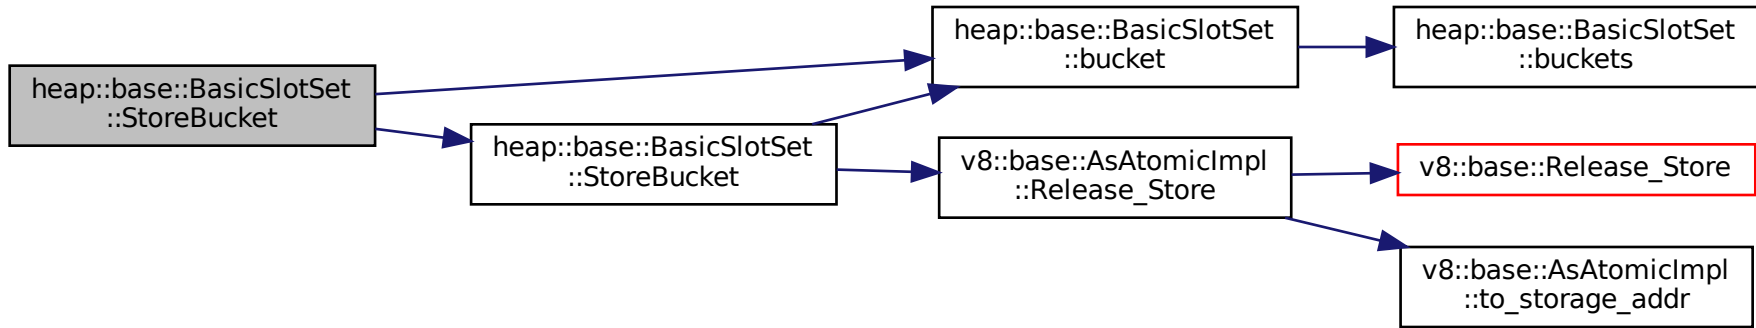 heap::base::BasicSlotSet
::StoreBucket
heap::base::BasicSlotSet
::StoreBucket
heap::base::BasicSlotSet
::bucket
v8::base::AsAtomicImpl
::Release_Store
heap::base::BasicSlotSet
::buckets
v8::base::Release_Store
v8::base::AsAtomicImpl
::to_storage_addr